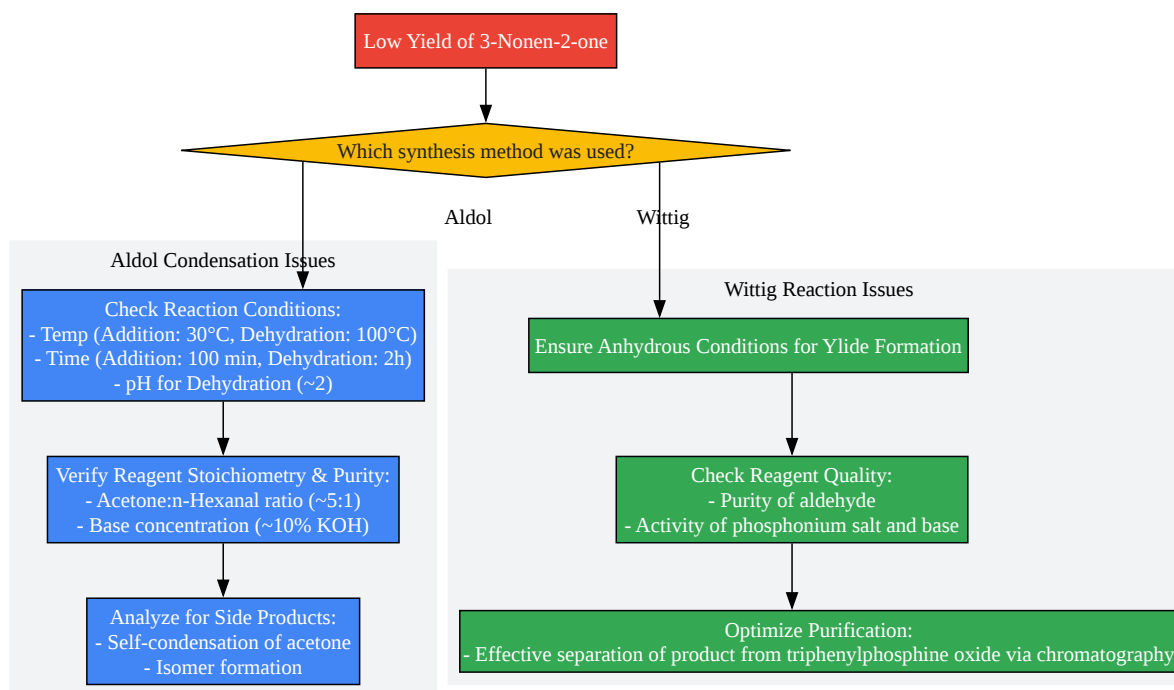 Low Yield of 3-Nonen-2-one
Which synthesis method was used?
Aldol
Wittig
Aldol Condensation Issues
Check Reaction Conditions:
- Temp (Addition: 30°C, Dehydration: 100°C)
- Time (Addition: 100 min, Dehydration: 2h)
- pH for Dehydration (~2)
Verify Reagent Stoichiometry & Purity:
- Acetone:n-Hexanal ratio (~5:1)
- Base concentration (~10% KOH)
Analyze for Side Products:
- Self-condensation of acetone
- Isomer formation
Wittig Reaction Issues
Ensure Anhydrous Conditions for Ylide Formation
Check Reagent Quality:
- Purity of aldehyde
- Activity of phosphonium salt and base
Optimize Purification:
- Effective separation of product from triphenylphosphine oxide via chromatography